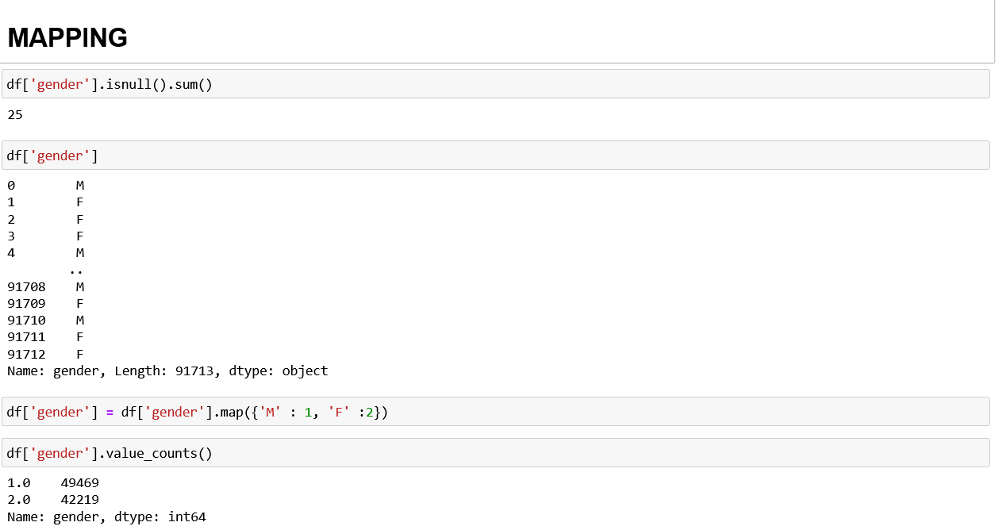 MAPPING
df['gender'].isnull().sum()
25
df['gender']
0        M
1        F
2        F
3        F
4        M
..
91708    M
91709    F
91710    M
91711    F
91712    F
Name: gender, Length: 91713, dtype: object
df['gender'] = df['gender'].map({'M' : 1, 'F' :2})
df['gender'].value_counts()
1.0    49469
2.0    42219
Name: gender, dtype: int64